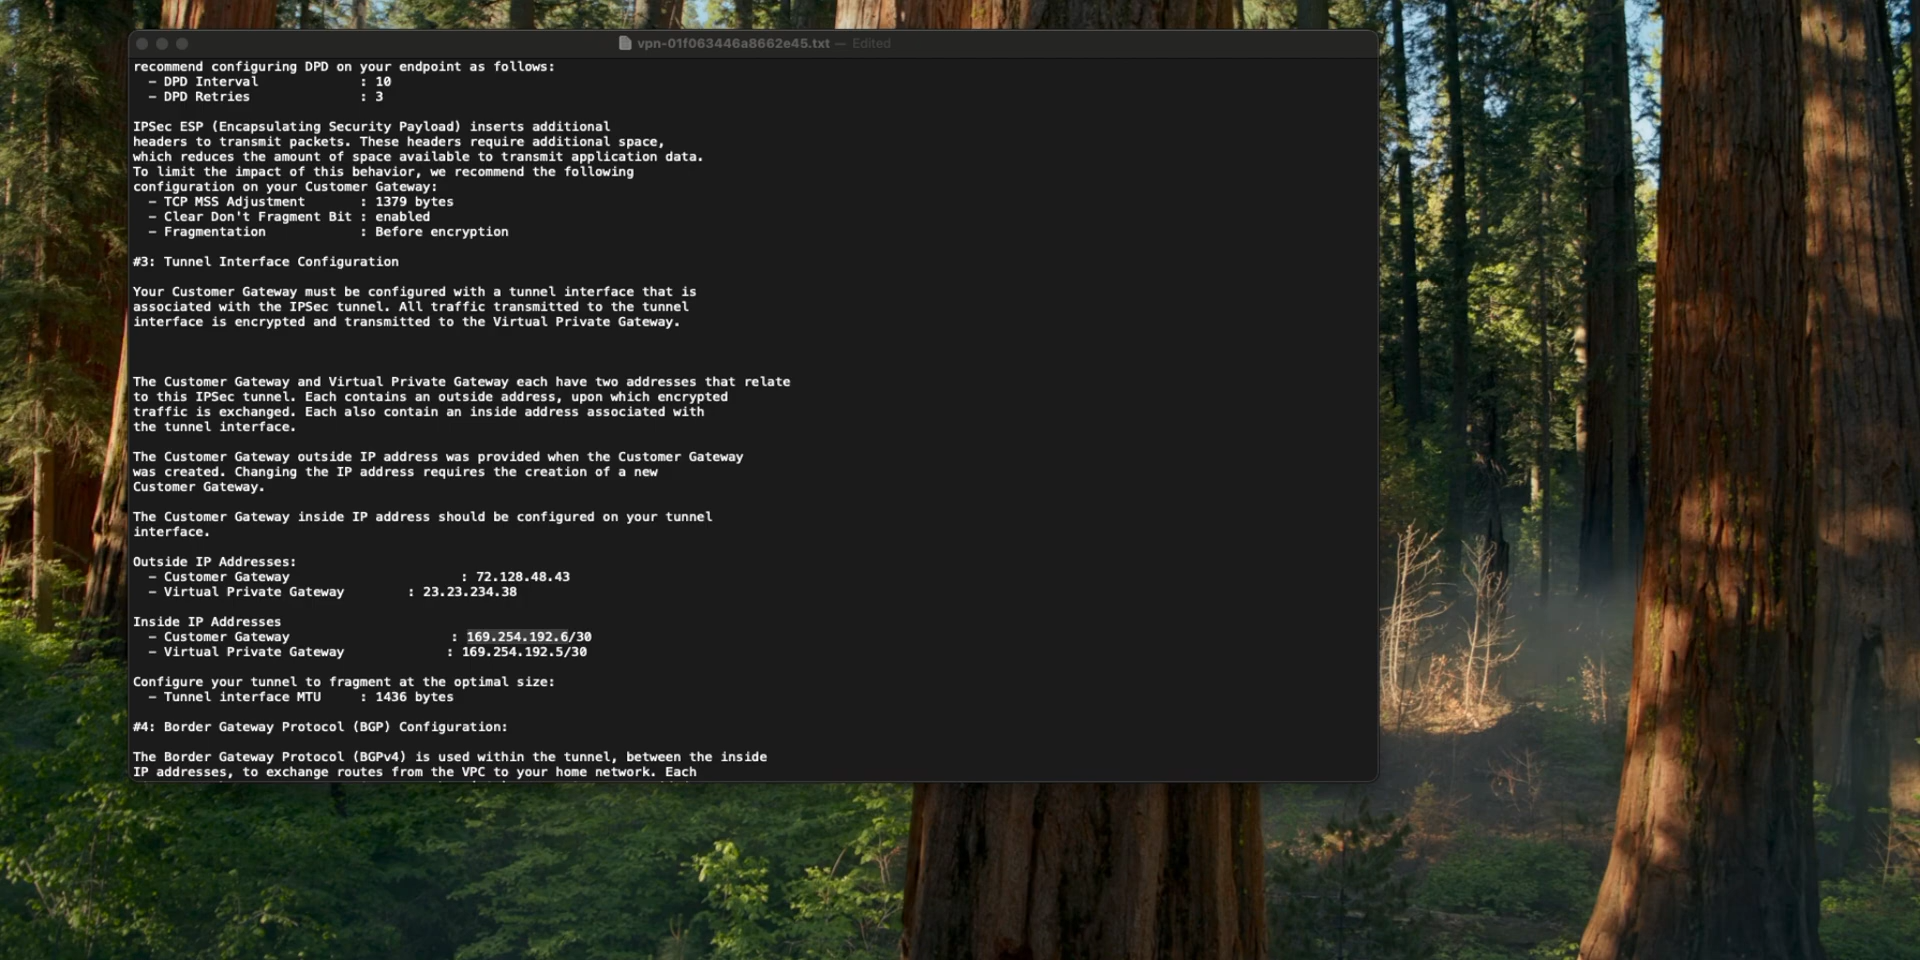 vpn-01f063446a8662e45.txt — Edited
recommend configuring DPD on your endpoint as follows:
– DPD Interval : 10
– DPD Retries : 3
IPSec ESP (Encapsulating Security Payload) inserts additional
headers to transmit packets. These headers require additional space,
which reduces the amount of space available to transmit application data.
To limit the impact of this behavior, we recommend the following
configuration on your Customer Gateway:
– TCP MSS Adjustment : 1379 bytes
– Clear Don't Fragment Bit : enabled
– Fragmentation : Before encryption
#3: Tunnel Interface Configuration
Your Customer Gateway must be configured with a tunnel interface that is
associated with the IPSec tunnel. All traffic transmitted to the tunnel
interface is encrypted and transmitted to the Virtual Private Gateway.
The Customer Gateway and Virtual Private Gateway each have two addresses that relate
to this IPSec tunnel. Each contains an outside address, upon which encrypted
traffic is exchanged. Each also contain an inside address associated with
the tunnel interface.
The Customer Gateway outside IP address was provided when the Customer Gateway
was created. Changing the IP address requires the creation of a new
Customer Gateway.
The Customer Gateway inside IP address should be configured on your tunnel
interface.
Outside IP Addresses:
– Customer Gateway : 72.128.48.43
– Virtual Private Gateway : 23.23.234.38
Inside IP Addresses
– Customer Gateway : 169.254.192.6/30
– Virtual Private Gateway : 169.254.192.5/30
Configure your tunnel to fragment at the optimal size:
– Tunnel interface MTU : 1436 bytes
#4: Border Gateway Protocol (BGP) Configuration:
The Border Gateway Protocol (BGPv4) is used within the tunnel, between the inside
IP addresses, to exchange routes from the VPC to your home network. Each